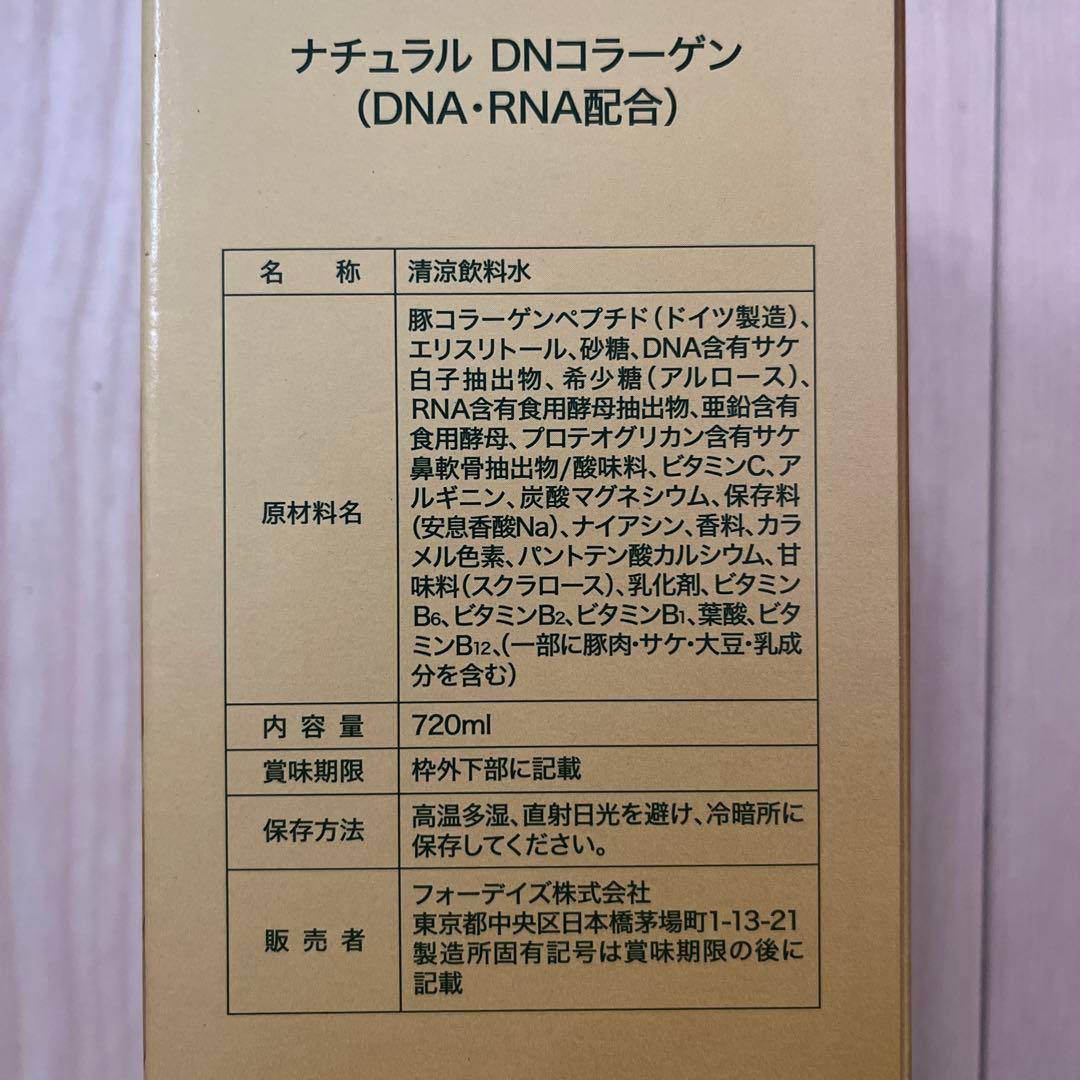 ナチュラル DNコラーゲン
(DNA・RNA配合)
名 称 清涼飲料水
原材料名
豚コラーゲンペプチド(ドイツ製造)、
エリスリトール、砂糖、DNA含有サケ
白子抽出物、希少糖(アルロース)、
RNA含有食用酵母抽出物、亜鉛含有
食用酵母、プロテオグリカン含有サケ
鼻軟骨抽出物/酸味料、ビタミンC、ア
ルギニン、炭酸マグネシウム、保存料
(安息香酸Na)、ナイアシン、香料、カラ
メル色素、パントテン酸カルシウム、甘
味料(スクラロース)、乳化剤、ビタミン
B6、ビタミンB2、ビタミンB1、葉酸、ビタ
ミンB12、(一部に豚肉・サケ・大豆・乳成
分を含む)
内容量 720ml
賞味期限 枠外下部に記載
保存方法
高温多湿、直射日光を避け、冷暗所に
保存してください。
販売者
フォーデイズ株式会社
東京都中央区日本橋茅場町1-13-21
製造所固有記号は賞味期限の後に
記載